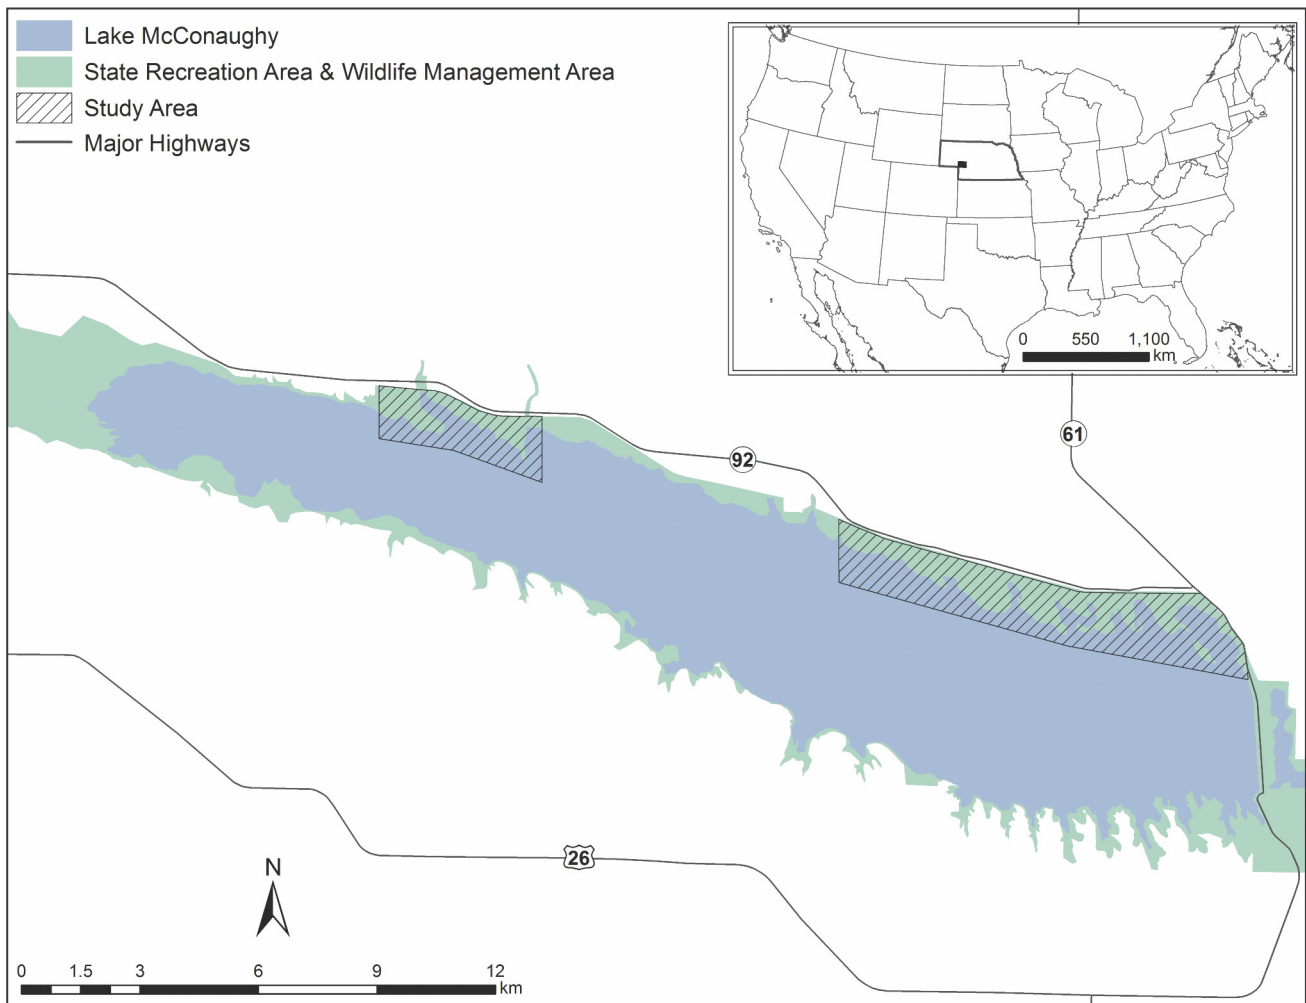 Lake McConaughy
State Recreation Area & Wildlife Management Area
Study Area
Major Highways
0 550 1,100
km
61
92
26
N
0 1.5 3 6 9 12
km